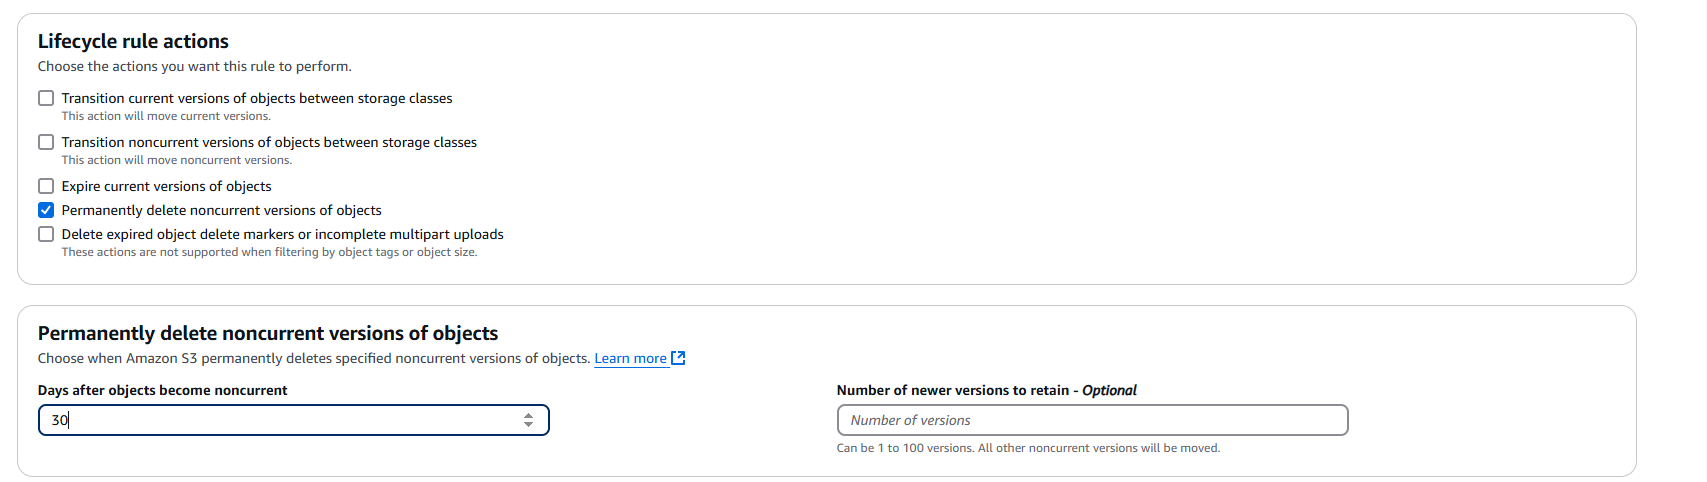 Lifecycle rule actions
Choose the actions you want this rule to perform.
Transition current versions of objects between storage classes
This action will move current versions.
Transition noncurrent versions of objects between storage classes
This action will move noncurrent versions.
Expire current versions of objects
Permanently delete noncurrent versions of objects
Delete expired object delete markers or incomplete multipart uploads
These actions are not supported when filtering by object tags or object size.
Permanently delete noncurrent versions of objects
Choose when Amazon S3 permanently deletes specified noncurrent versions of objects. Learn more
Days after objects become noncurrent
30
Number of newer versions to retain - Optional
Number of versions
Can be 1 to 100 versions. All other noncurrent versions will be moved.